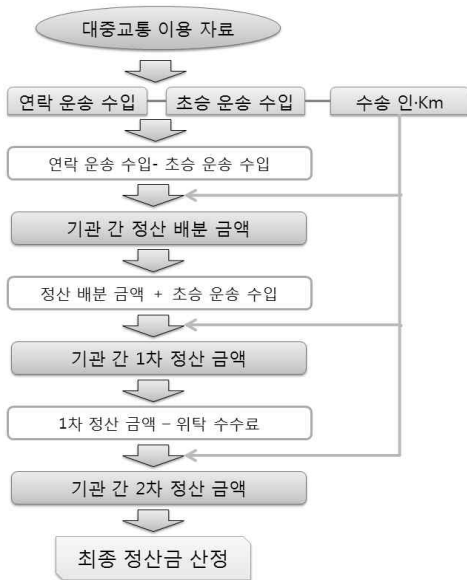 대중교통 이용 자료
연락 운송 수입 초승 운송 수입 수송 인·Km
연락 운송 수입- 초승 운송 수입
기관 간 정산 배분 금액
정산 배분 금액 + 초승 운송 수입
기관 간 1차 정산 금액
1차 정산 금액 – 위탁 수수료
기관 간 2차 정산 금액
최종 정산금 산정